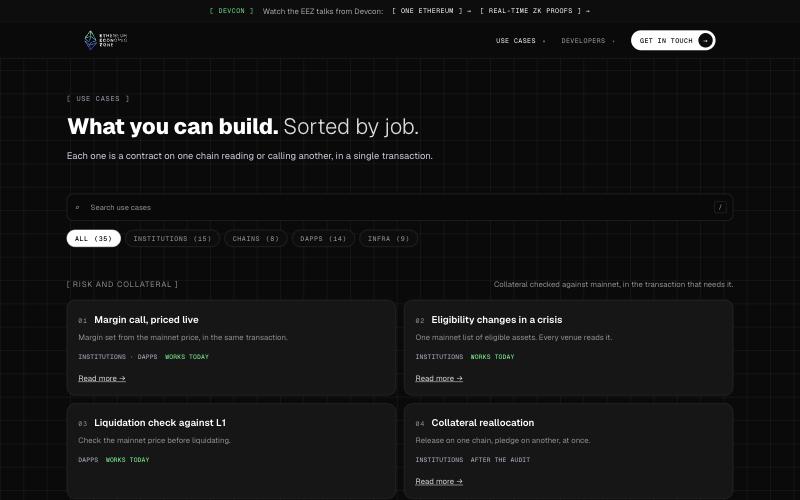 [ DEVCON ] Watch the EEZ talks from Devcon: [ ONE ETHEREUM ] → [ REAL-TIME ZK PROOFS ] →
ETHEREUM
ECONOMIC
ZONE
USE CASES
DEVELOPERS
GET IN TOUCH →
[ USE CASES ]
What you can build. Sorted by job.
Each one is a contract on one chain reading or calling another, in a single transaction.
Search use cases /
ALL (35) INSTITUTIONS (15) CHAINS (8) DAPPS (14) INFRA (9)
[ RISK AND COLLATERAL ] Collateral checked against mainnet, in the transaction that needs it.
01 Margin call, priced live
Margin set from the mainnet price, in the same transaction.
INSTITUTIONS · DAPPS WORKS TODAY
Read more →
02 Eligibility changes in a crisis
One mainnet list of eligible assets. Every venue reads it.
INSTITUTIONS WORKS TODAY
Read more →
03 Liquidation check against L1
Check the mainnet price before liquidating.
DAPPS WORKS TODAY
04 Collateral reallocation
Release on one chain, pledge on another, at once.
INSTITUTIONS AFTER THE AUDIT
Read more →